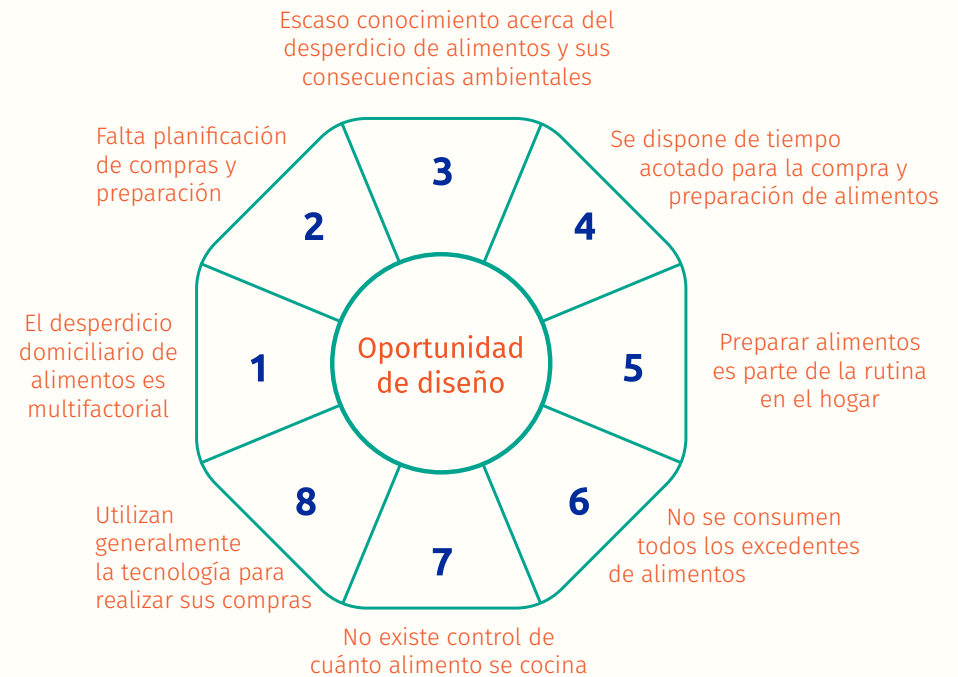 Escaso conocimiento acerca del
desperdicio de alimentos y sus
consecuencias ambientales
Falta planificación
de compras y
preparación
Se dispone de tiempo
acotado para la compra y
preparación de alimentos
3
2
4
El desperdicio
domiciliario de
alimentos es
multifactorial
1
Oportunidad
de diseño
5
Preparar alimentos
es parte de la rutina
en el hogar
8
6
7
Utilizan
generalmente
la tecnología para
realizar sus compras
No se consumen
todos los excedentes
de alimentos
No existe control de
cuánto alimento se cocina